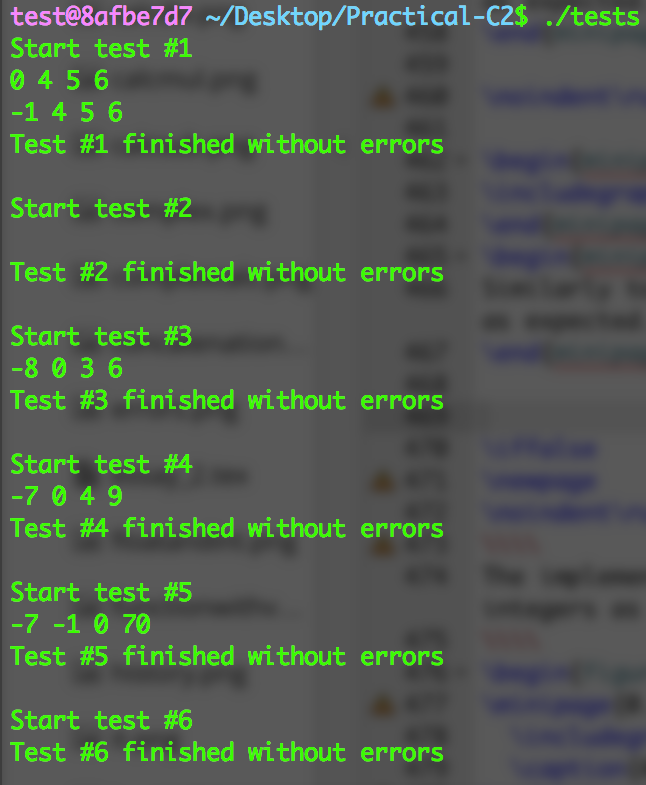 test@8afbe7d7 ~/Desktop/Practical-C2$ ./tests
Start test #1
0 4 5 6
-1 4 5 6
Test #1 finished without errors
Start test #2
Test #2 finished without errors
Start test #3
-8 0 3 6
Test #3 finished without errors
Start test #4
-7 0 4 9
Test #4 finished without errors
Start test #5
-7 -1 0 70
Test #5 finished without errors
Start test #6
Test #6 finished without errors